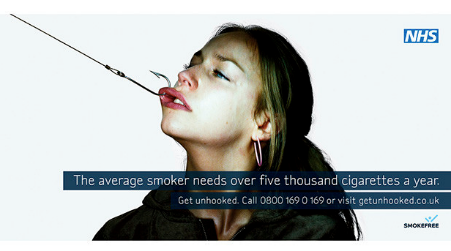 NHS
The average smoker needs over five thousand cigarettes a year.
Get unhooked. Call 0800 169 0 169 or visit getunhooked.co.uk
SMOKEFREE